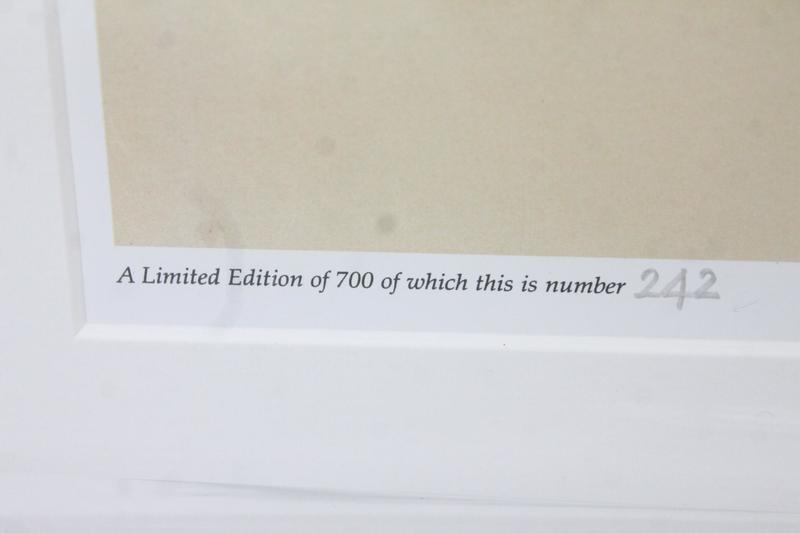 A Limited Edition of 700 of which this is number 242